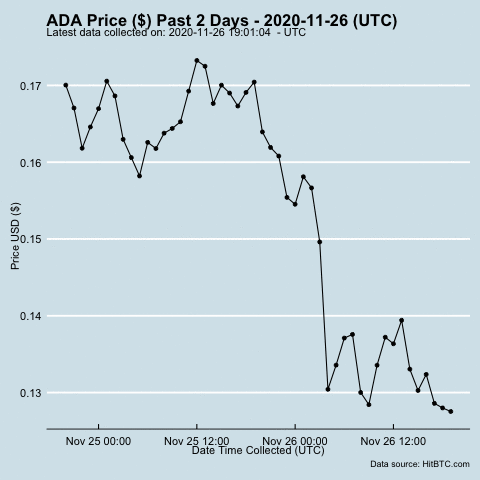 ADA Price ($) Past 2 Days - 2020-11-26 (UTC)
Latest data collected on: 2020-11-26 19:01:04 - UTC
0.17
0.16
0.15
0.14
0.13
Price USD ($)
Nov 25 00:00 Nov 25 12:00 Nov 26 00:00 Nov 26 12:00
Date Time Collected (UTC)
Data source: HitBTC.com